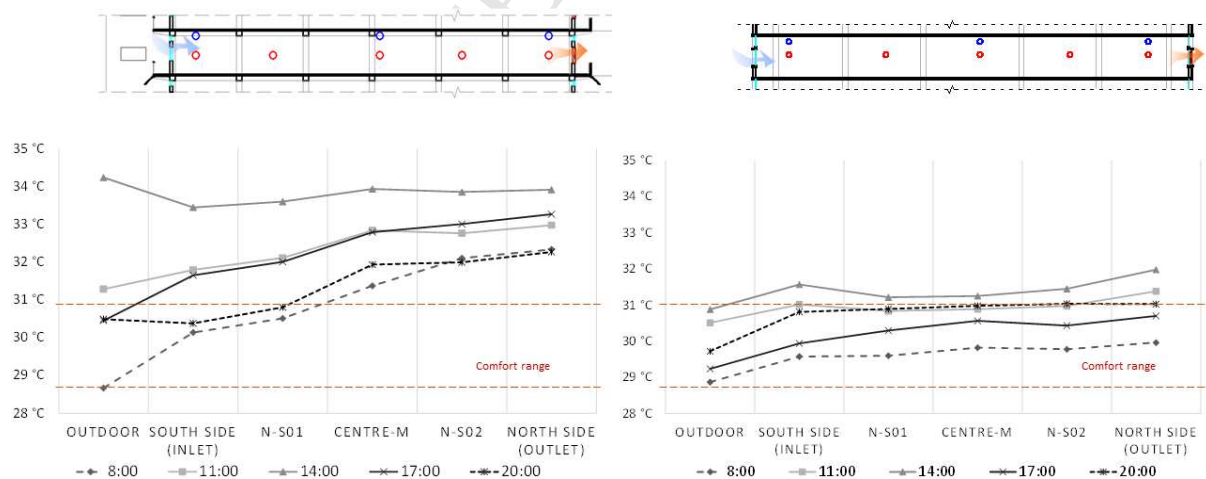 35 °C
34 °C
33 °C
32 °C
31 °C
30 °C
29 °C
28 °C
Comfort range
OUTDOOR SOUTH SIDE (INLET) N-S01 CENTRE-M N-S02 NORTH SIDE (OUTLET)
8:00 11:00 14:00 17:00 20:00
35 °C
34 °C
33 °C
32 °C
31 °C
30 °C
29 °C
28 °C
Comfort range
OUTDOOR SOUTH SIDE (INLET) N-S01 CENTRE-M N-S02 NORTH SIDE (OUTLET)
8:00 11:00 14:00 17:00 20:00